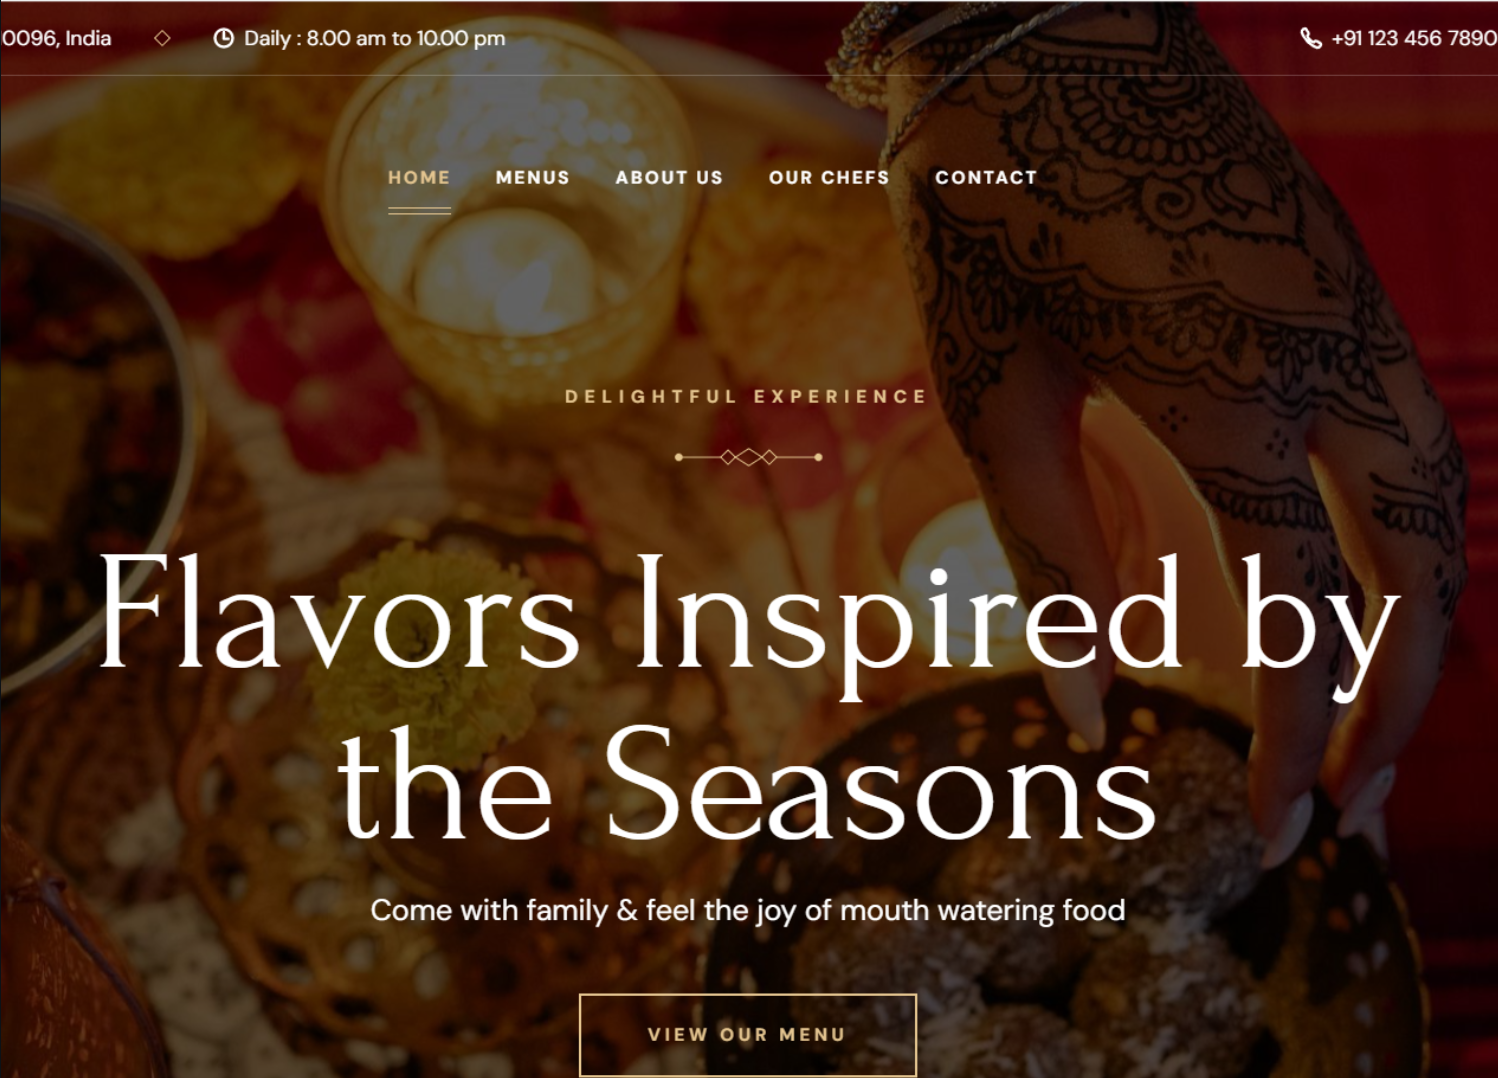 0096, India
Daily : 8.00 am to 10.00 pm
+91 123 456 7890
HOME MENUS ABOUT US OUR CHEFS CONTACT
DELIGHTFUL EXPERIENCE
Flavors Inspired by
the Seasons
Come with family & feel the joy of mouth watering food
VIEW OUR MENU